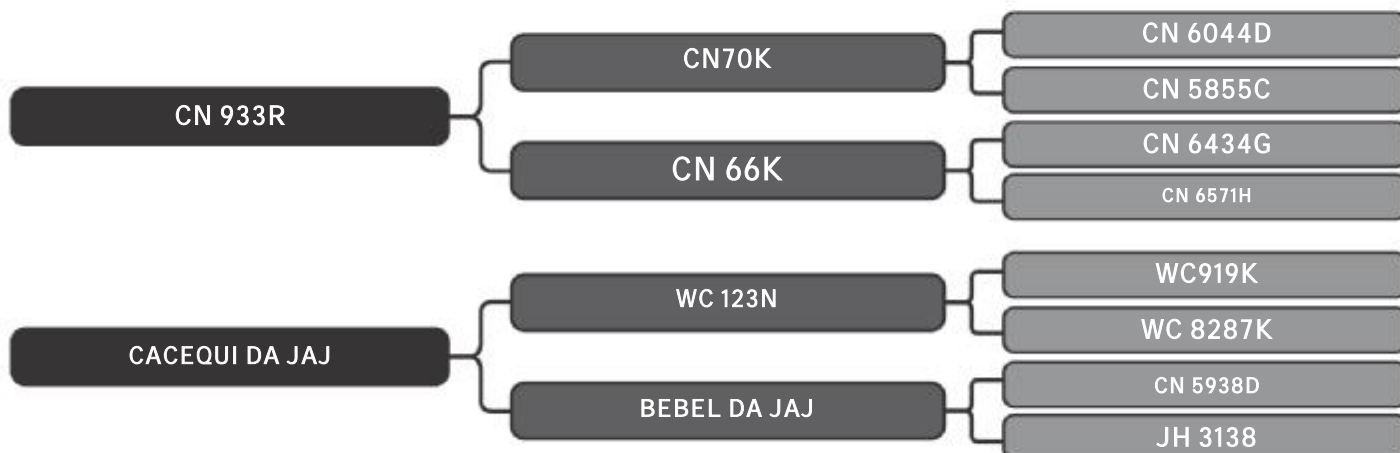 CN 6044D
CN70K
CN 5855C
CN 933R
CN 6434G
CN 66K
CN 6571H
WC919K
WC 123N
WC 8287K
CACEQUI DA JAJ
CN 5938D
BEBEL DA JAJ
JH 3138